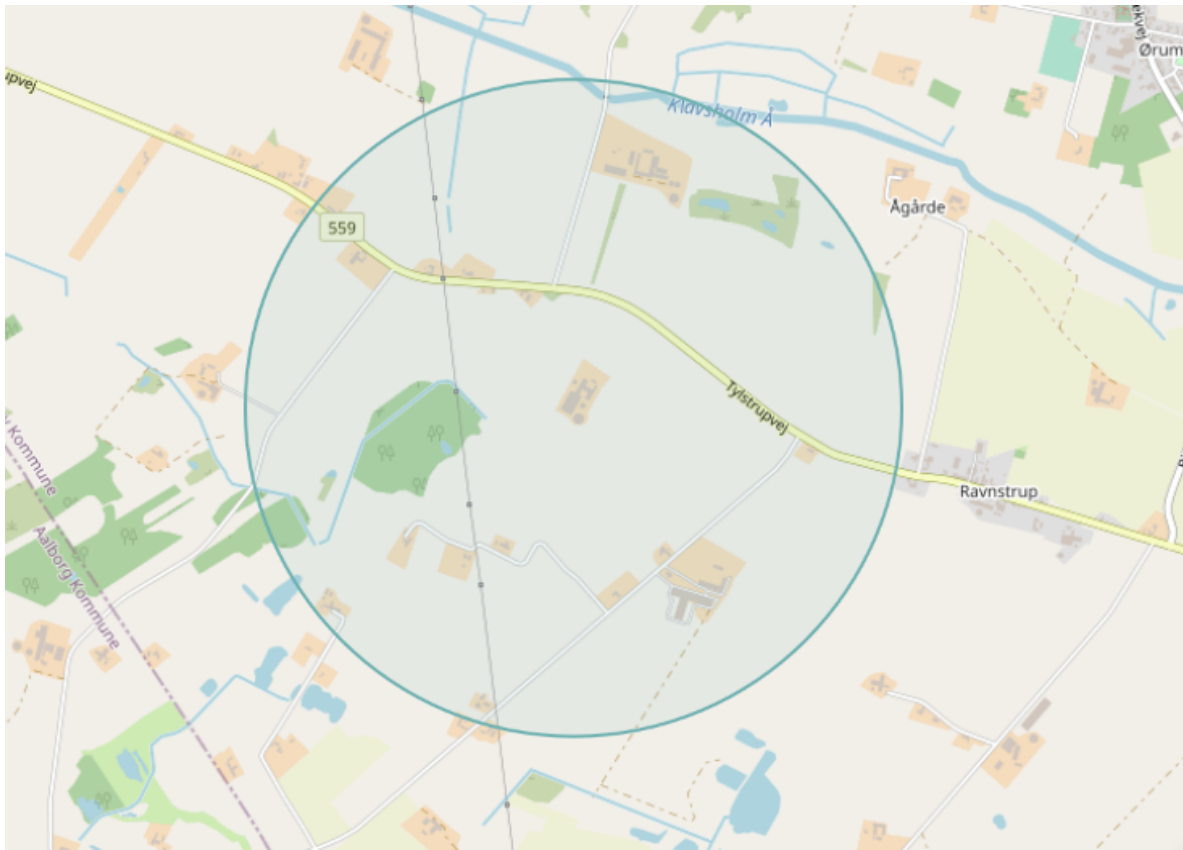 Ørum
Klavsholm Å
Ågårde
559
Tylstrupvej
Ravnstrup
Kommune
Aalborg Kommune